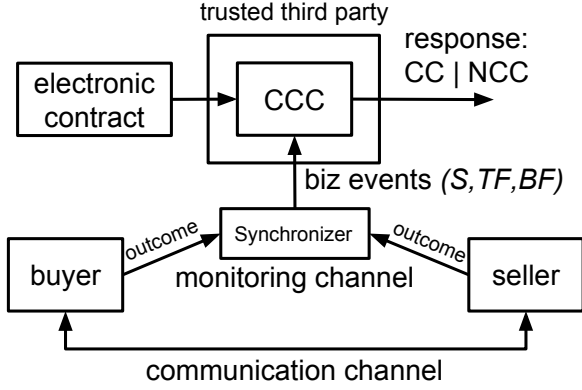 trusted third party
response:
CC | NCC
electronic
contract
CCC
biz events (S,TF,BF)
outcome
Synchronizer
outcome
buyer
monitoring channel
seller
communication channel